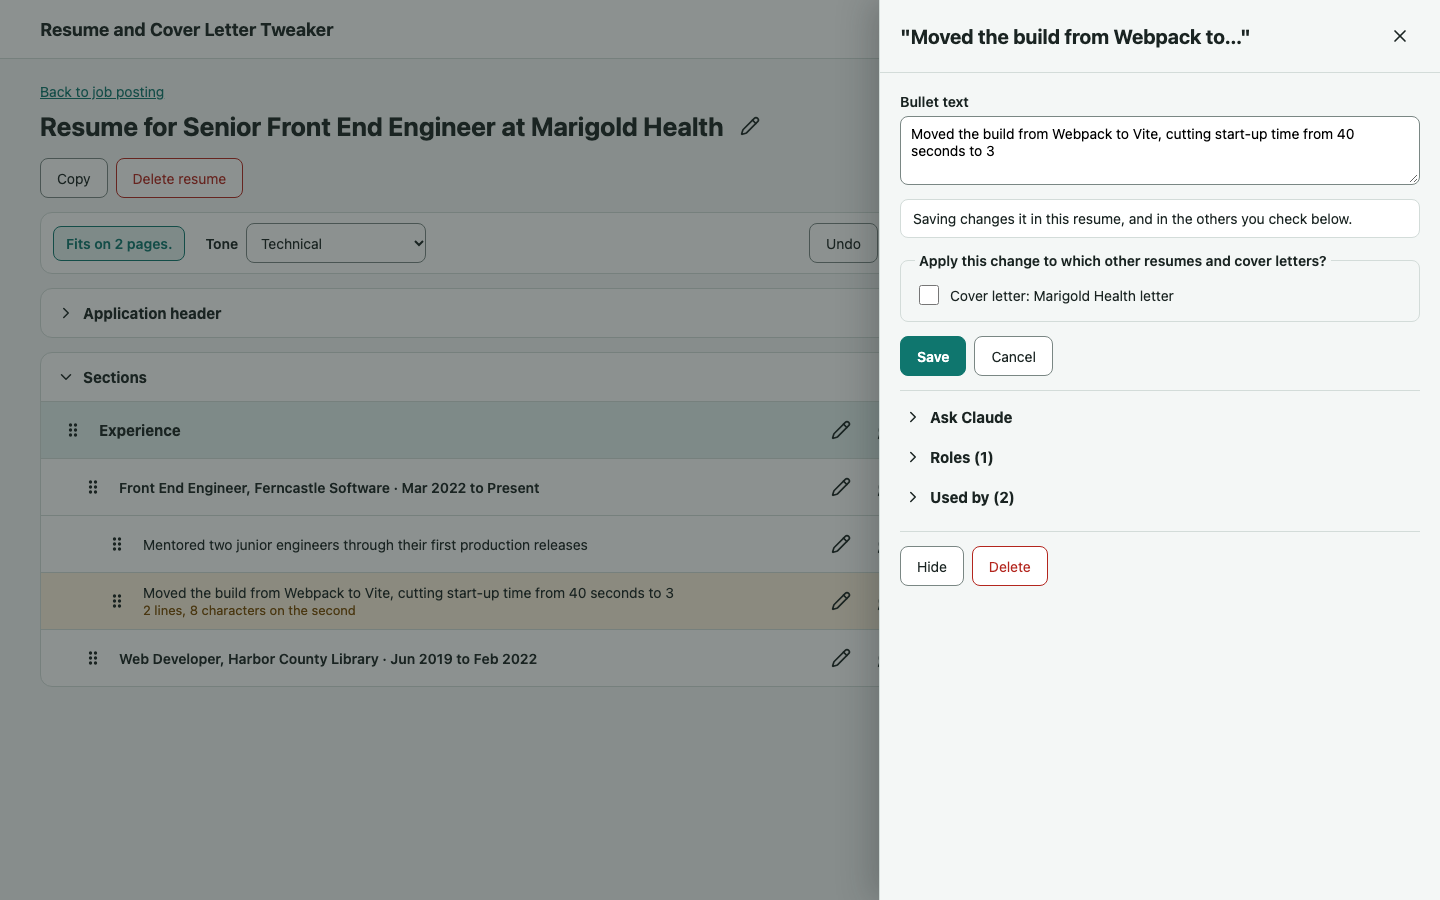 Resume and Cover Letter Tweaker
Back to job posting
Resume for Senior Front End Engineer at Marigold Health
Copy
Delete resume
Fits on 2 pages.
Tone
Technical
Undo
Application header
Sections
Experience
Front End Engineer, Ferncastle Software · Mar 2022 to Present
Mentored two junior engineers through their first production releases
Moved the build from Webpack to Vite, cutting start-up time from 40 seconds to 3
2 lines, 8 characters on the second
Web Developer, Harbor County Library · Jun 2019 to Feb 2022
"Moved the build from Webpack to..."
Bullet text
Moved the build from Webpack to Vite, cutting start-up time from 40
seconds to 3
Saving changes it in this resume, and in the others you check below.
Apply this change to which other resumes and cover letters?
Cover letter: Marigold Health letter
Save
Cancel
Ask Claude
Roles (1)
Used by (2)
Hide
Delete